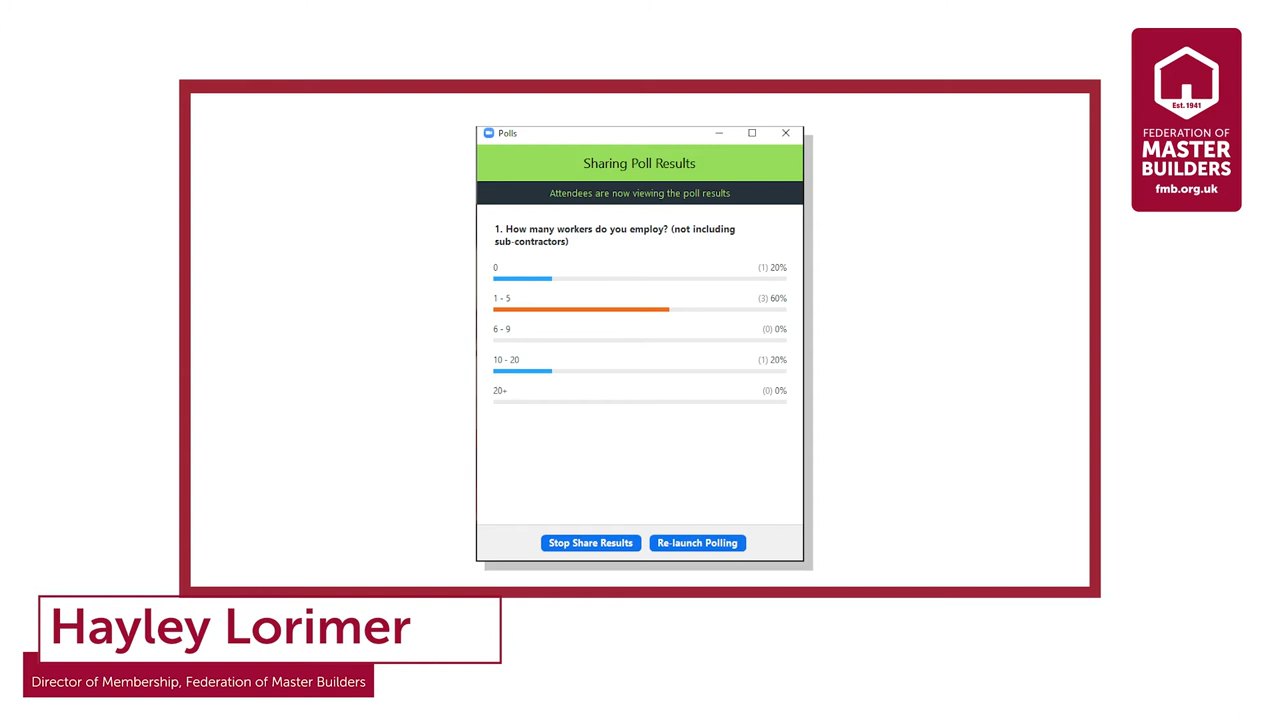 Est. 1941
FEDERATION OF
MASTER
BUILDERS
fmb.org.uk
Polls
Sharing Poll Results
Attendees are now viewing the poll results
1. How many workers do you employ? (not including
sub-contractors)
0 (1) 20%
1 - 5 (3) 60%
6 - 9 (0) 0%
10 - 20 (1) 20%
20+ (0) 0%
Stop Share Results Re-launch Polling
Hayley Lorimer
Director of Membership, Federation of Master Builders